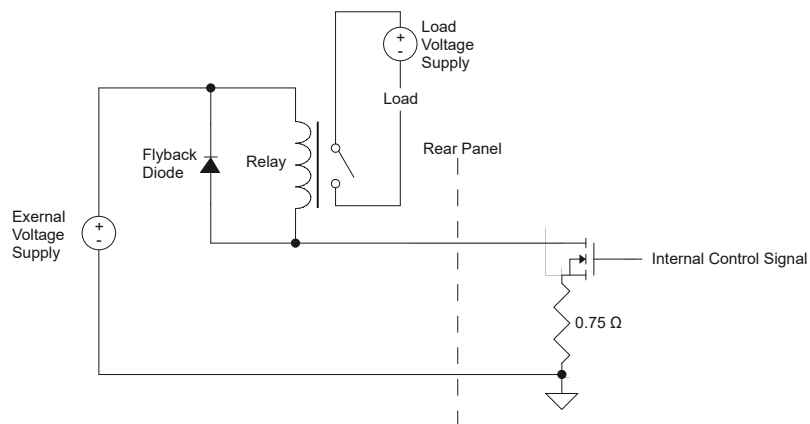 Load
Voltage
Supply
+
-
Load
Rear Panel
Flyback
Diode
Relay
Exernal
Voltage
Supply
+
-
Internal Control Signal
0.75 Ω